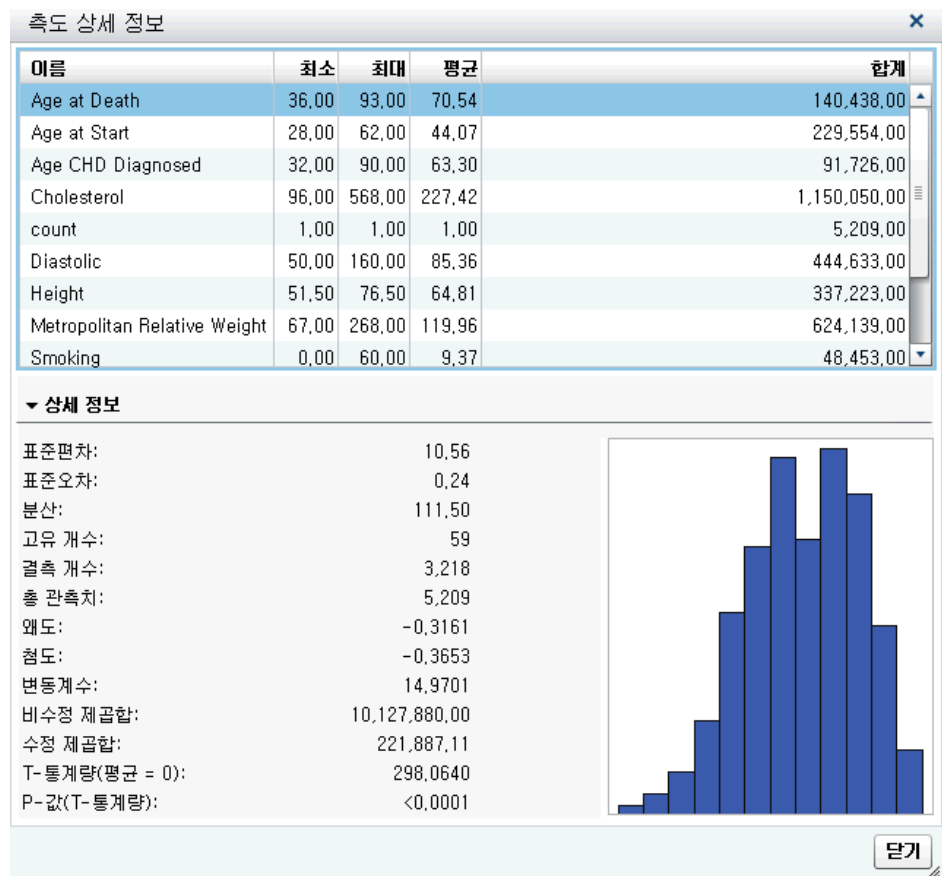 측도 상세 정보
이름 최소 최대 평균 합계
Age at Death 36.00 93.00 70.54 140,438.00
Age at Start 28.00 62.00 44.07 229,554.00
Age CHD Diagnosed 32.00 90.00 63.30 91,726.00
Cholesterol 96.00 568.00 227.42 1,150,050.00
count 1.00 1.00 1.00 5,209.00
Diastolic 50.00 160.00 85.36 444,633.00
Height 51.50 76.50 64.81 337,223.00
Metropolitan Relative Weight 67.00 268.00 119.96 624,139.00
Smoking 0.00 60.00 9.37 48,453.00
상세 정보
표준편차: 10.56
표준오차: 0.24
분산: 111.50
고유 개수: 59
결측 개수: 3,218
총 관측치: 5,209
왜도: -0.3161
첨도: -0.3653
변동계수: 14.9701
비수정 제곱합: 10,127,880.00
수정 제곱합: 221,887.11
T-통계량(평균 = 0): 298.0640
P-값(T-통계량): <0.0001
닫기